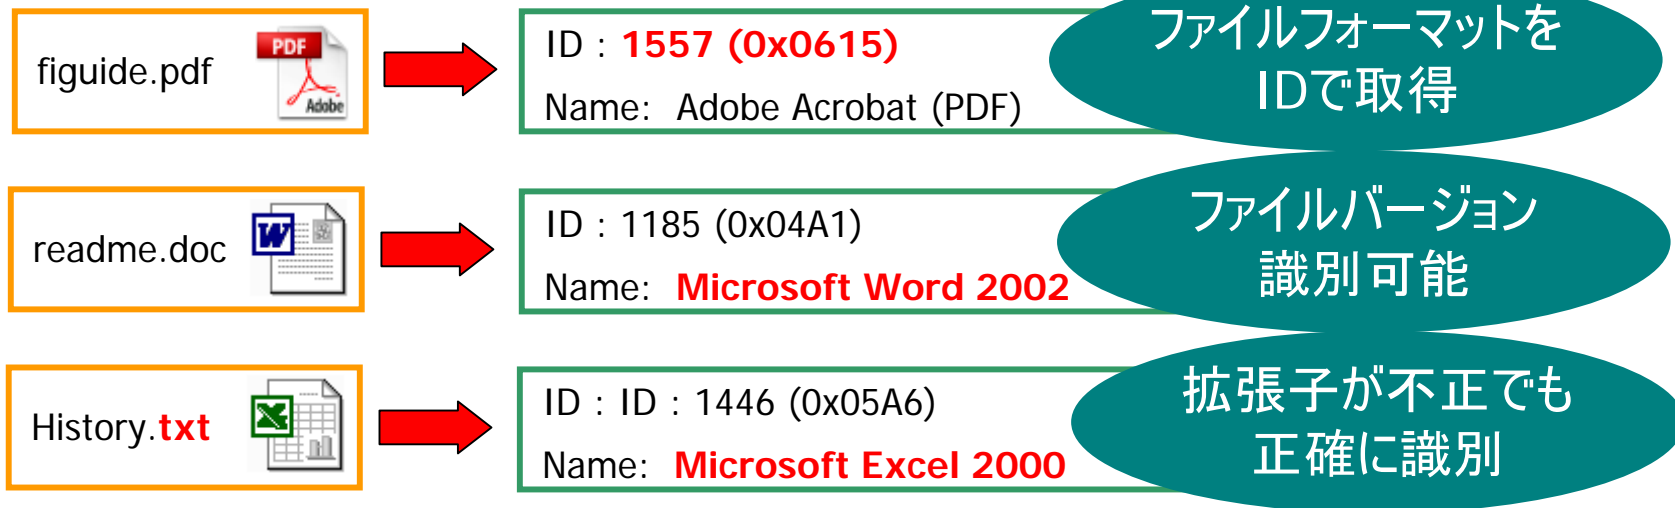 figuide.pdf
PDF
Adobe
ID : 1557 (0x0615)
Name: Adobe Acrobat (PDF)
ファイルフォーマットを
IDで取得
readme.doc
W
ID : 1185 (0x04A1)
Name: Microsoft Word 2002
ファイルバージョン
識別可能
History.txt
X
ID : ID : 1446 (0x05A6)
Name: Microsoft Excel 2000
拡張子が不正でも
正確に識別